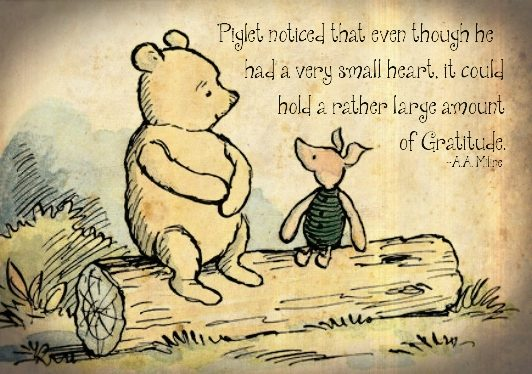 Piglet noticed that even though he
had a very small heart, it could
hold a rather large amount
of Gratitude.
-A.A. Milne